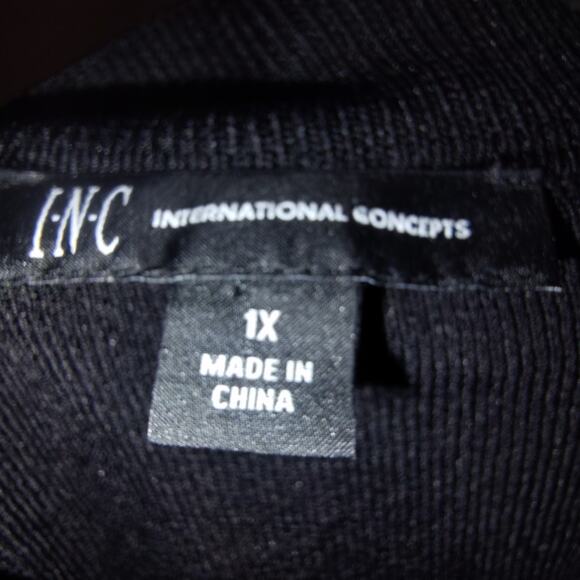 I·N·C INTERNATIONAL CONCEPTS
1X
MADE IN
CHINA